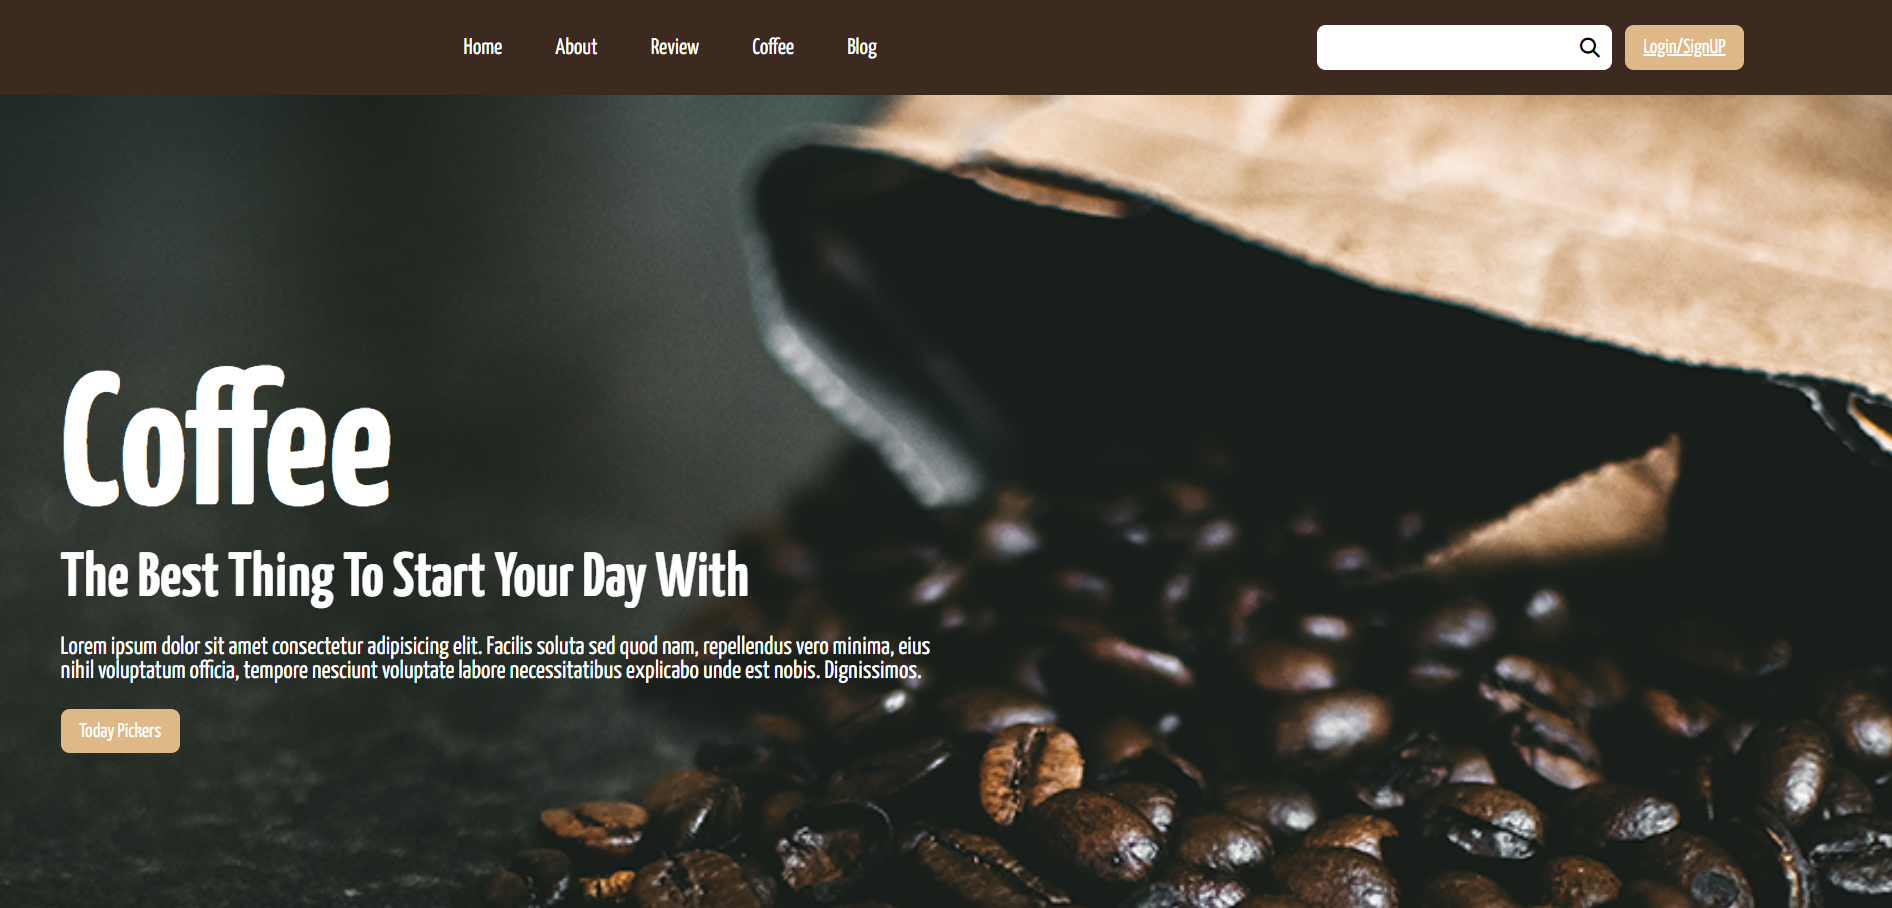 Home About Review Coffee Blog Login/SignUP
Coffee
The Best Thing To Start Your Day With
Lorem ipsum dolor sit amet consectetur adipisicing elit. Facilis soluta sed quod nam, repellendus vero minima, eius
nihil voluptatum officia, tempore nesciunt voluptate labore necessitatibus explicabo unde est nobis. Dignissimos.
Today Pickers